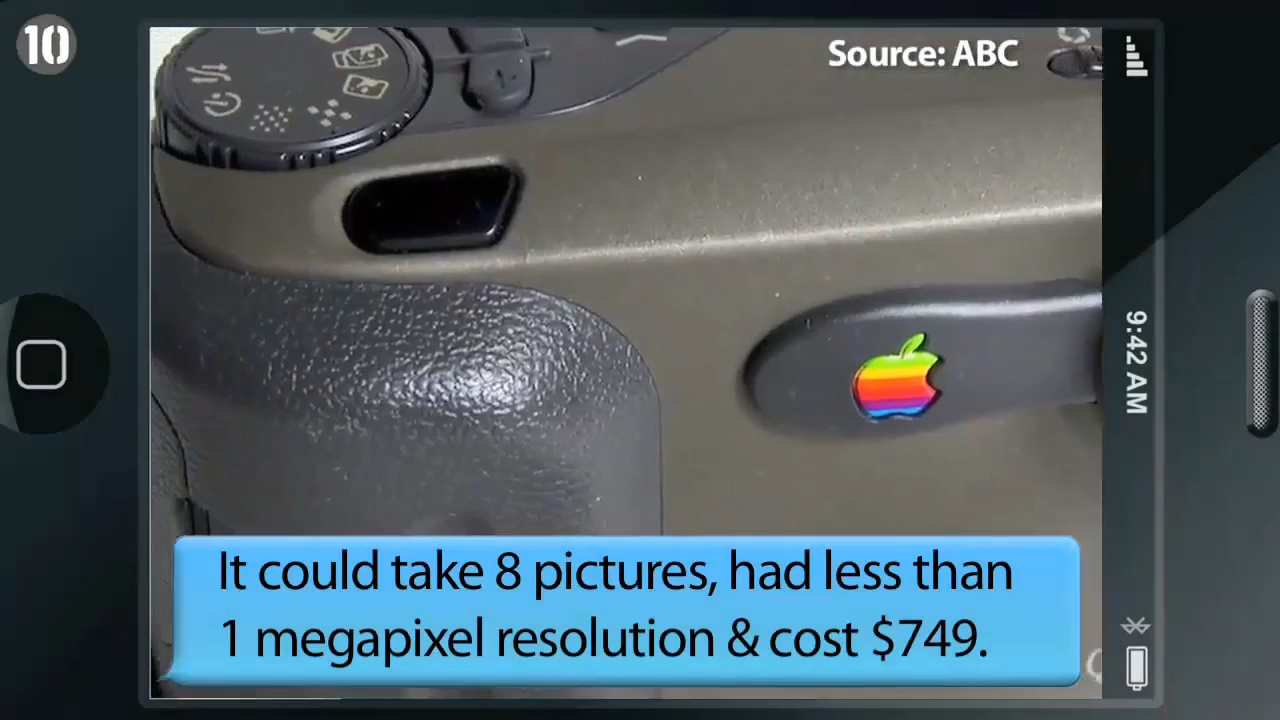 10
Source: ABC
9:42 AM
It could take 8 pictures, had less than
1 megapixel resolution & cost $749.